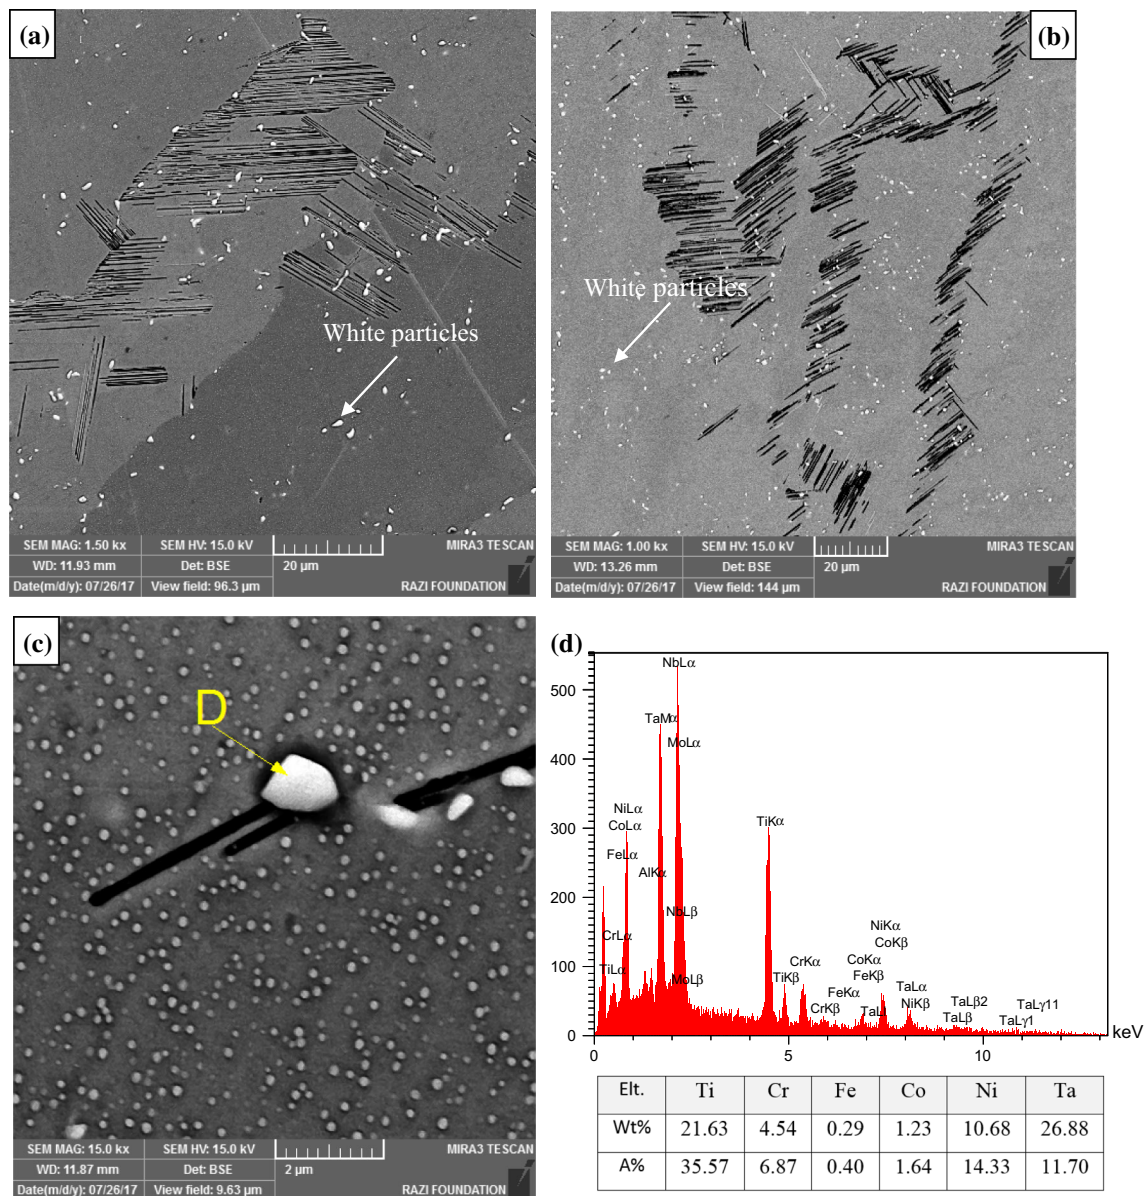 (a)
White particles
SEM MAG: 1.50 kx
SEM HV: 15.0 kV
MIRA3 TESCAN
WD: 11.93 mm
Det: BSE
20 µm
Date(m/d/y): 07/26/17
View field: 96.3 µm
RAZI FOUNDATION
(b)
White particles
SEM MAG: 1.00 kx
SEM HV: 15.0 kV
MIRA3 TESCAN
WD: 13.26 mm
Det: BSE
20 µm
Date(m/d/y): 07/26/17
View field: 144 µm
RAZI FOUNDATION
(c)
D
SEM MAG: 15.0 kx
SEM HV: 15.0 kV
MIRA3 TESCAN
WD: 11.87 mm
Det: BSE
2 µm
Date(m/d/y): 07/26/17
View field: 9.63 µm
RAZI FOUNDATION
(d)
500
400
300
200
100
0
NbLα
TaMα
MoLα
NiLα
CoLα
FeLα
TiKα
AlKα
NbLβ
CrLα
TiLα
MoLβ
TiKβ
CrKα
CrKβ
NiKα
CoKβ
CoKα
FeKβ
FeKα
TaL1
TaLα
NiKβ
TaLβ2
TaLβ
TaLγ11
TaLγ1
0 5 10
keV
Elt. Ti Cr Fe Co Ni Ta
Wt% 21.63 4.54 0.29 1.23 10.68 26.88
A% 35.57 6.87 0.40 1.64 14.33 11.70